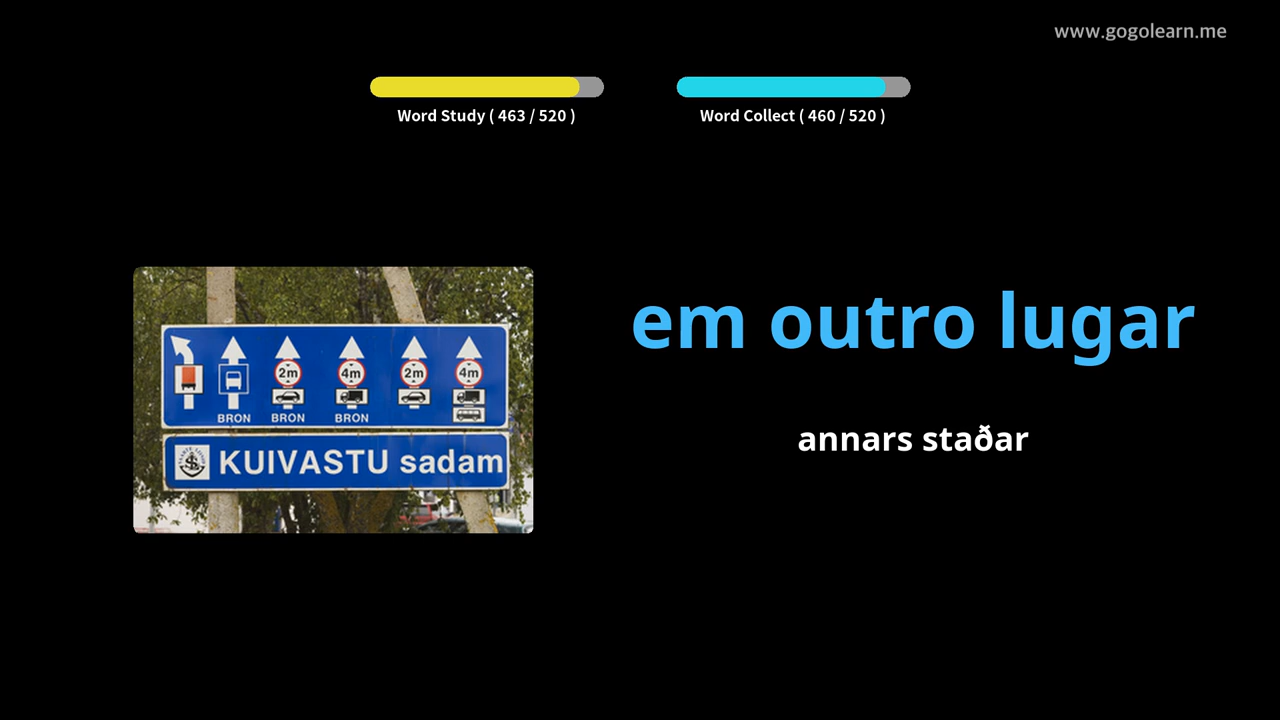 www.gogolearn.me
Word Study ( 463 / 520 )
Word Collect ( 460 / 520 )
em outro lugar
annars staðar
2m
4m
2m
4m
BRON
BRON
BRON
KUIVASTU sadam